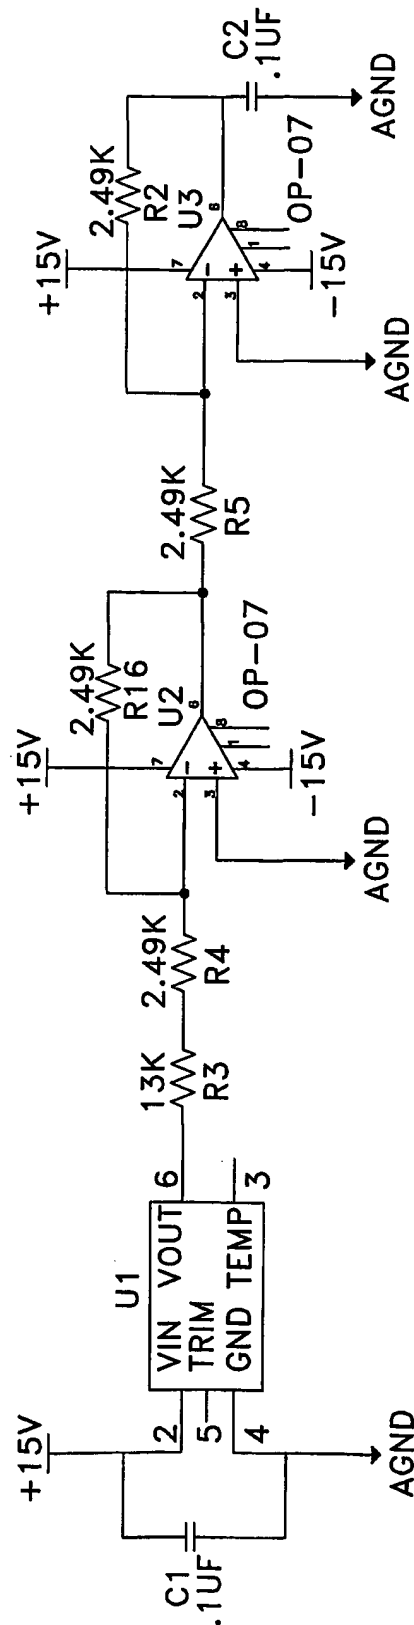 +15V
C1
.1UF
2
5
4
AGND
U1
VIN
VOUT
TRIM
GND
TEMP
6
3
13K
R3
2.49K
R4
+15V
2.49K
R16
U2
7
2
-
+
3
6
8
1
4
OP-07
-15V
AGND
2.49K
R5
+15V
2.49K
R2
U3
7
2
-
+
3
6
8
1
4
OP-07
-15V
AGND
C2
.1UF
AGND